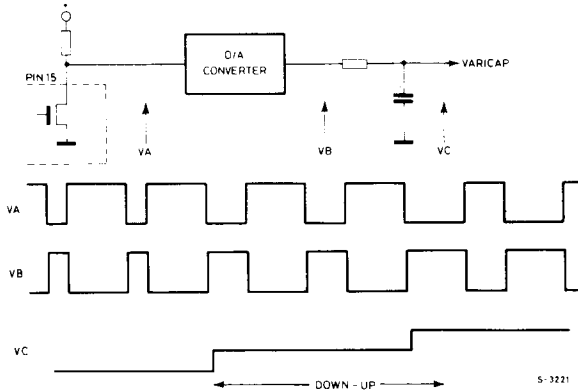 D/A
CONVERTER
VARICAP
PIN 15
VA
VB
VC
VA
VB
VC
DOWN-UP
S-3221